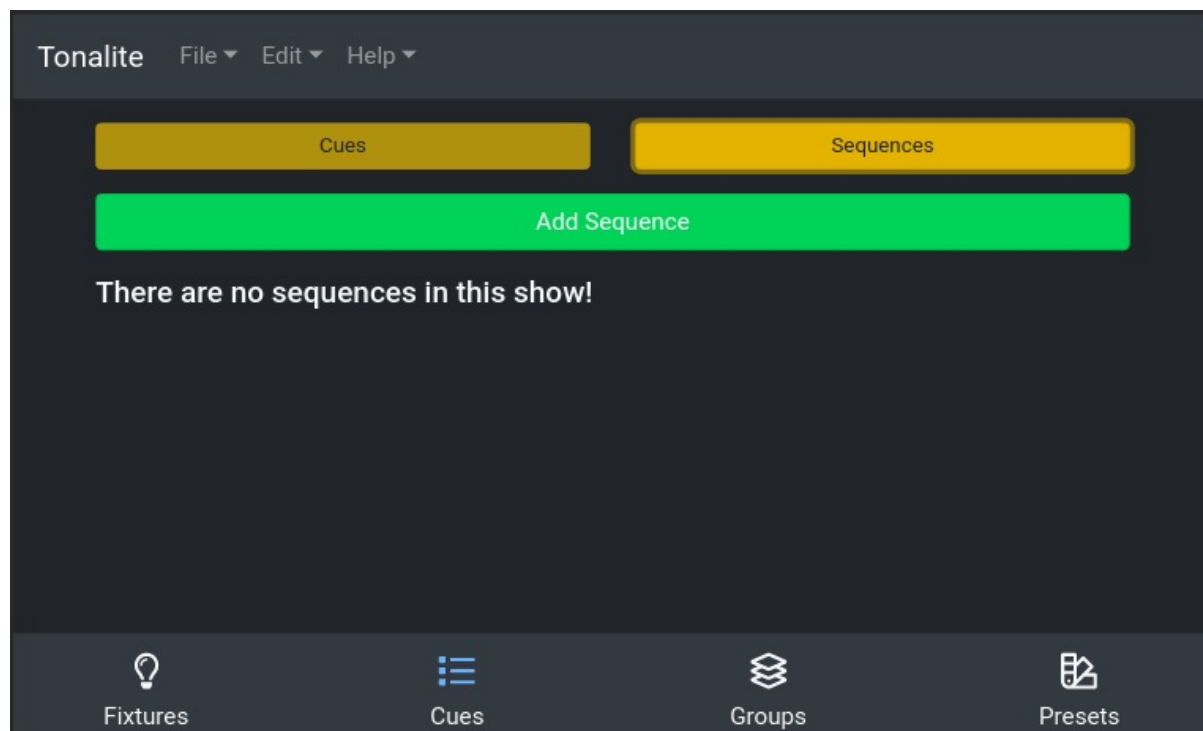 Tonalite File Edit Help
Cues Sequences
Add Sequence
There are no sequences in this show!
Fixtures Cues Groups Presets